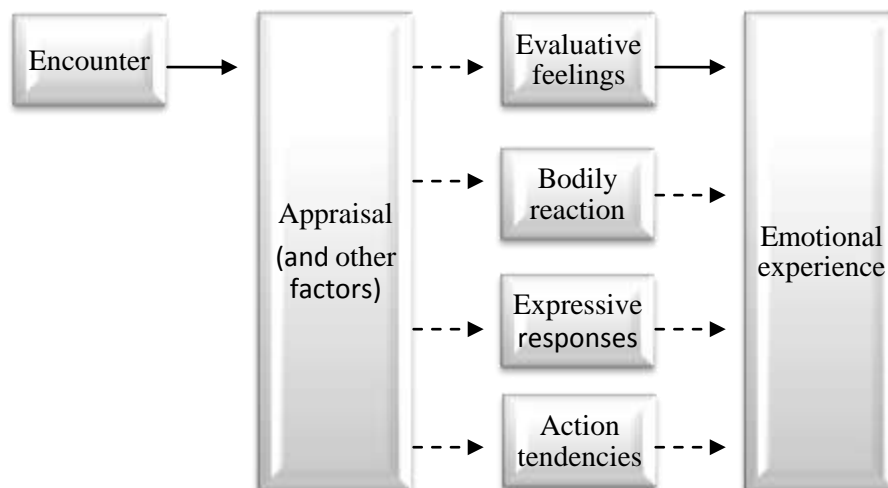 Encounter
Appraisal
(and other
factors)
Evaluative
feelings
Bodily
reaction
Expressive
responses
Action
tendencies
Emotional
experience